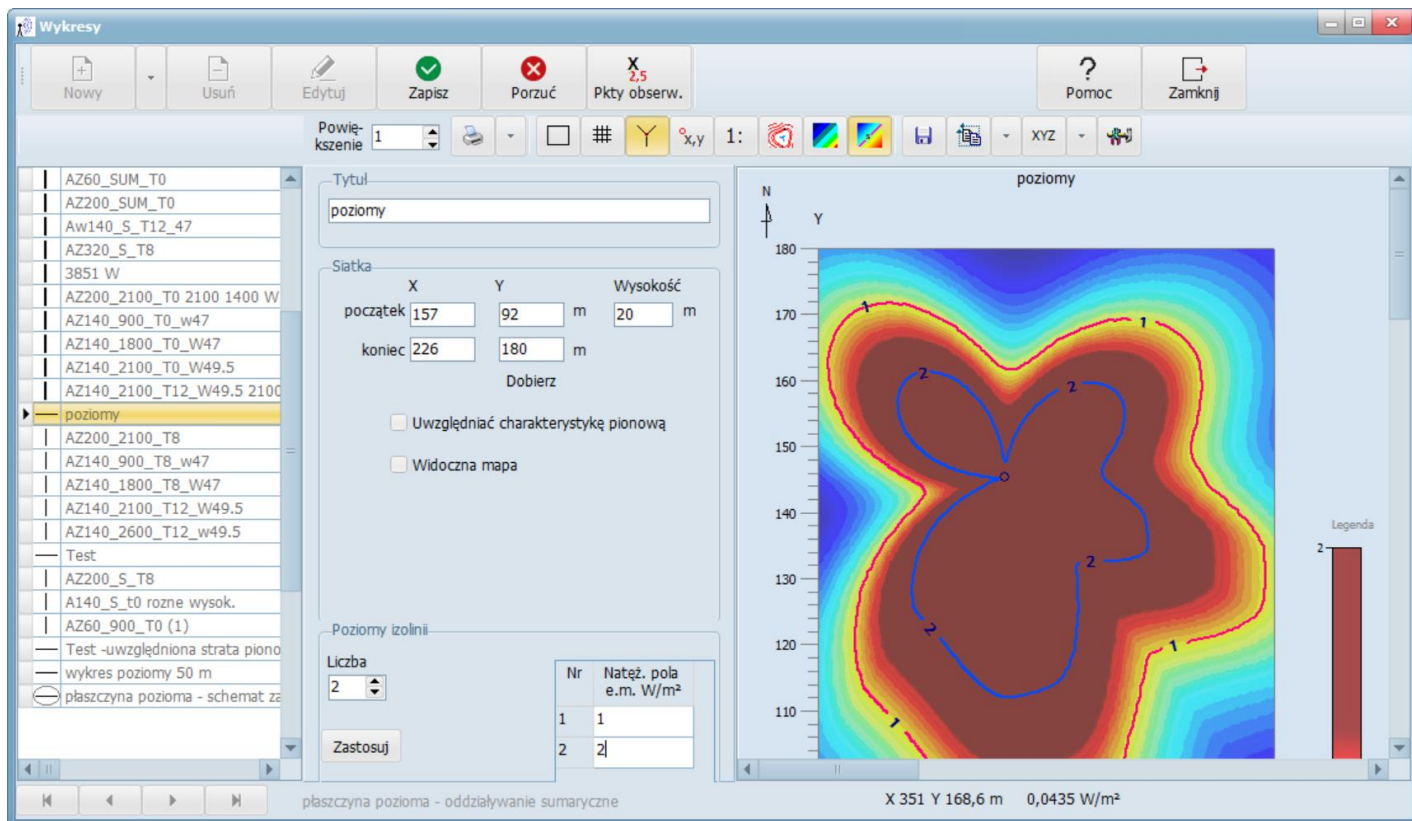 Wykresy
Nowy
Usuń
Edytuj
Zapisz
Porzuć
X
2,5
Pkty obserw.
?
Pomoc
Zamknij
Powię-
kszenie 1
x,y
1:
XYZ
AZ60_SUM_T0
AZ200_SUM_T0
Aw140_S_T12_47
AZ320_S_T8
3851 W
AZ200_2100_T0 2100 1400 W
AZ140_900_T0_w47
AZ140_1800_T0_W47
AZ140_2100_T0_W49.5
AZ140_2100_T12_W49.5 2100
poziomy
AZ200_2100_T8
AZ140_900_T8_w47
AZ140_1800_T8_W47
AZ140_2100_T12_W49.5
AZ140_2600_T12_w49.5
Test
AZ200_S_T8
A140_S_t0 rozne wysok.
AZ60_900_T0 (1)
Test -uwzględniona strata piono
wykres poziomy 50 m
płaszczyna pozioma - schemat za
Tytuł
poziomy
Siatka
X Y Wysokość
początek 157 92 m 20 m
koniec 226 180 m
Dobierz
Uwzględniać charakterystykę pionową
Widoczna mapa
Poziomy izolinii
Liczba
2
Zastosuj
Nr Natęż. pola
e.m. W/m²
1 1
2 2
poziomy
N
Y
180
170
160
150
140
130
120
110
1
1
2
2
2
2
1
1
Legenda
2
płaszczyna pozioma - oddziaływanie sumaryczne
X 351 Y 168,6 m 0,0435 W/m²